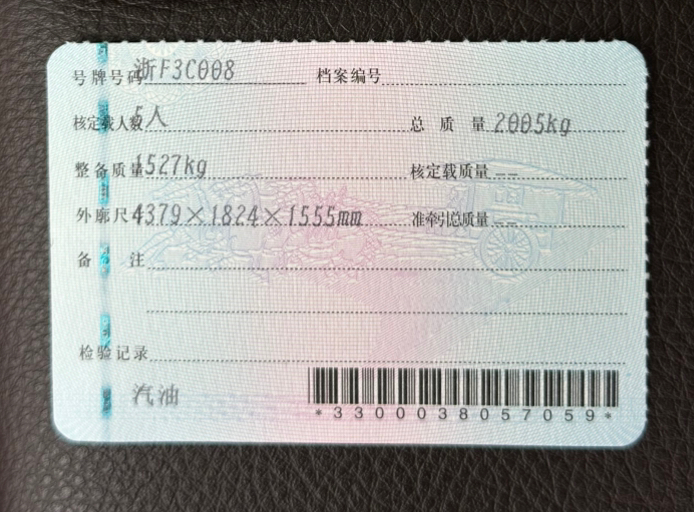 号牌号码 浙F3C008 档案编号
核定载人数 5人 总质量 2005kg
整备质量 1527kg 核定载质量 --
外廓尺寸 4379×1824×1555mm 准牵引总质量 --
备注
检验记录
汽油
*3300038057059*